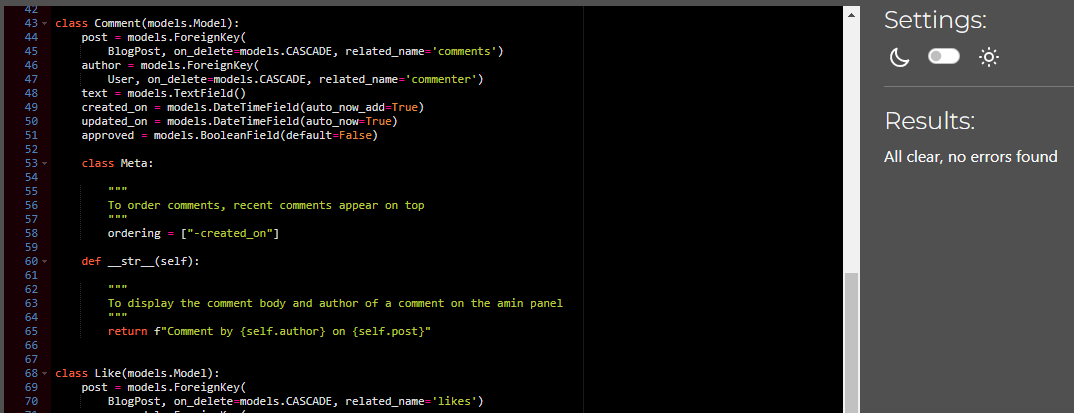 42
43 class Comment(models.Model):
44 post = models.ForeignKey(
45 BlogPost, on_delete=models.CASCADE, related_name='comments')
46 author = models.ForeignKey(
47 User, on_delete=models.CASCADE, related_name='commenter')
48 text = models.TextField()
49 created_on = models.DateTimeField(auto_now_add=True)
50 updated_on = models.DateTimeField(auto_now=True)
51 approved = models.BooleanField(default=False)
52
53 class Meta:
54
55 """
56 To order comments, recent comments appear on top
57 """
58 ordering = ["-created_on"]
59
60 def __str__(self):
61
62 """
63 To display the comment body and author of a comment on the amin panel
64 """
65 return f"Comment by {self.author} on {self.post}"
66
67
68 class Like(models.Model):
69 post = models.ForeignKey(
70 BlogPost, on_delete=models.CASCADE, related_name='likes')
Settings:
Results:
All clear, no errors found